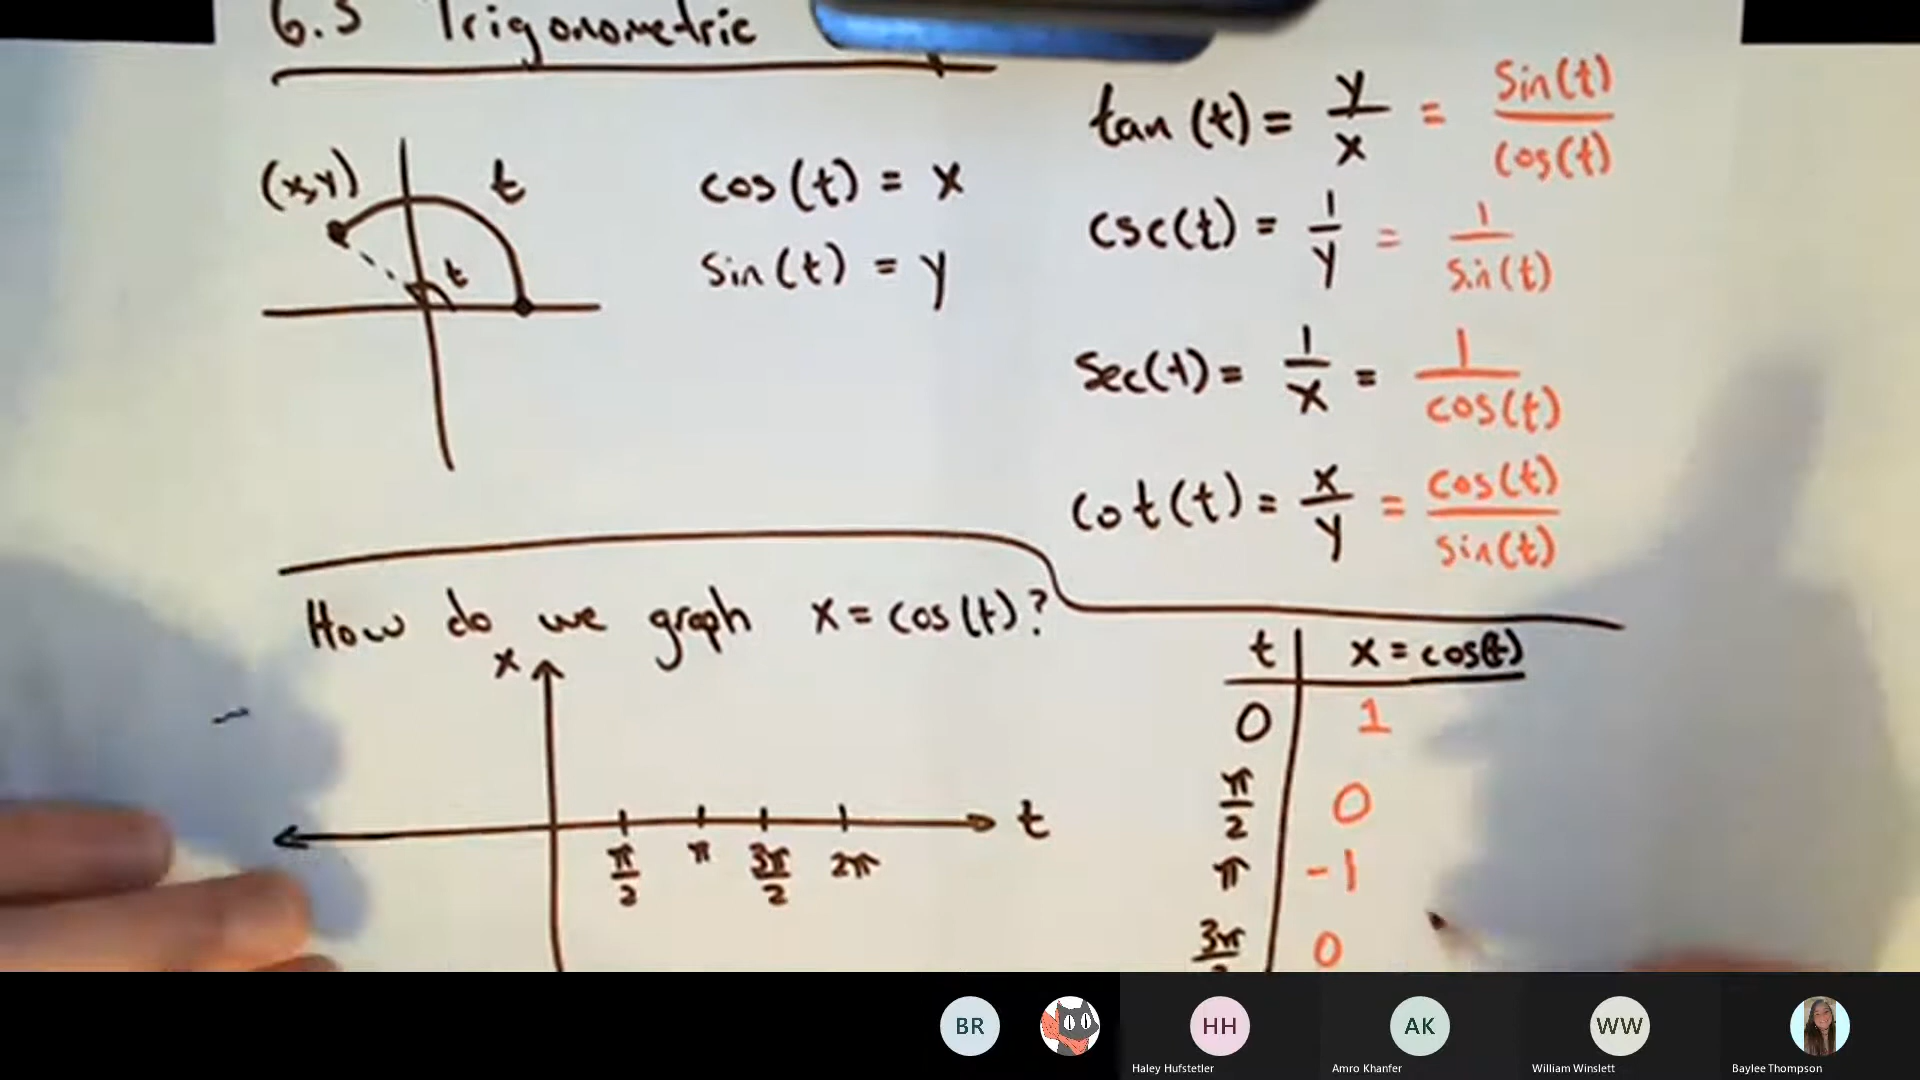 6.3 Trigonometric
(x,y)
t
t
cos(t) = x
sin(t) = y
tan(t) = y/x = sin(t)/cos(t)
csc(t) = 1/y = 1/sin(t)
sec(t) = 1/x = 1/cos(t)
cot(t) = x/y = cos(t)/sin(t)
How do we graph x = cos(t)?
x
t
π/2 π 3π/2 2π
t | x = cos(t)
0 | 1
π/2 | 0
π | -1
3π/2 | 0
BR HH AK WW
Haley Hufstetler Amro Khanfer William Winslett Baylee Thompson